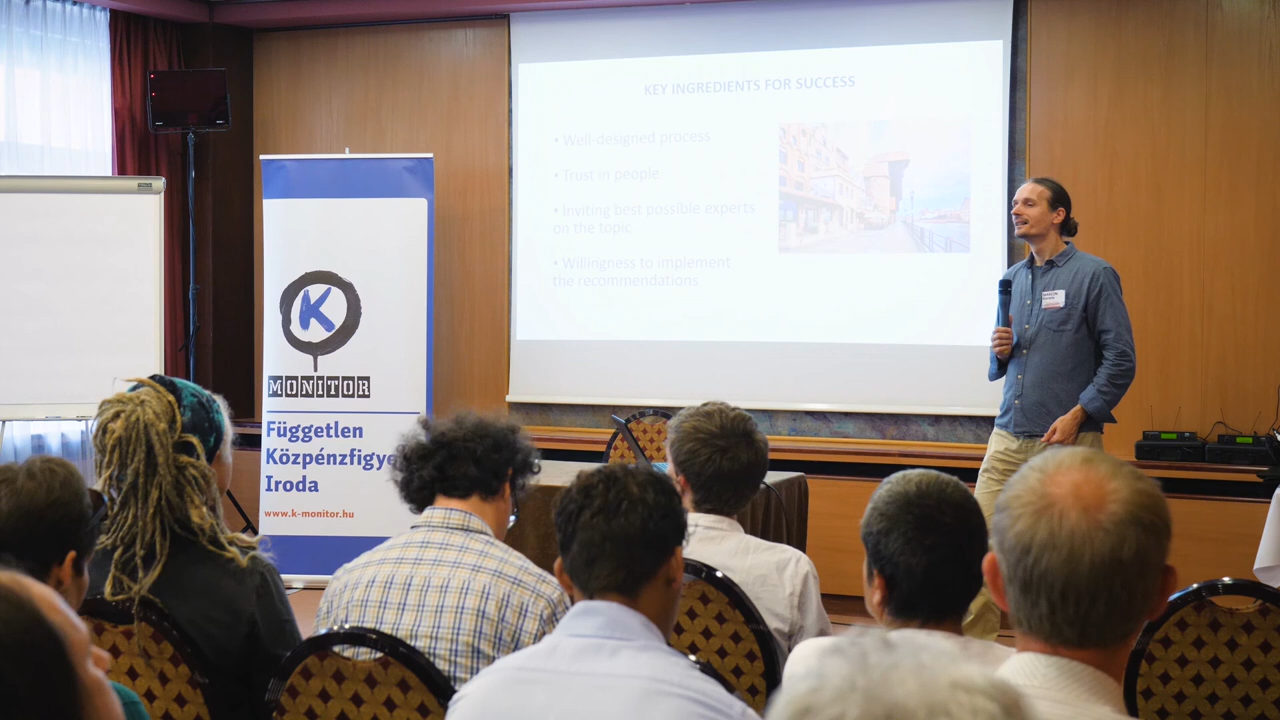 KEY INGREDIENTS FOR SUCCESS
• Well-designed process
• Trust in people
• Inviting best possible experts
on the topic
• Willingness to implement
the recommendations
K
MONITOR
Független
Közpénzfigye
Iroda
www.k-monitor.hu